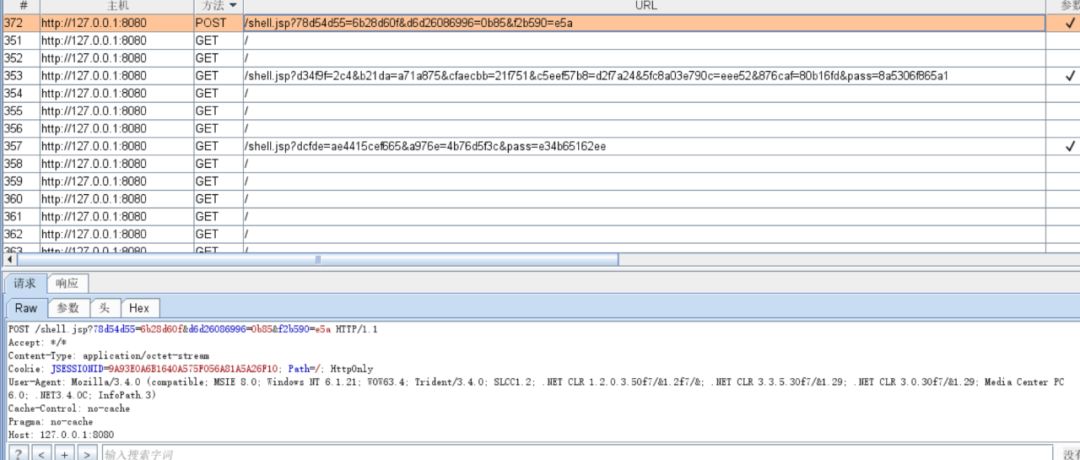 # 主机 方法 URL 参数
372 http://127.0.0.1:8080 POST /shell.jsp?78d54d55=6b28d60f&d6d26086996=0b85&f2b590=e5a ✓
351 http://127.0.0.1:8080 GET /
352 http://127.0.0.1:8080 GET /
353 http://127.0.0.1:8080 GET /shell.jsp?d34f9f=2c4&b21da=a71a875&cfaecbb=21f751&c5eef57b8=d2f7a24&5fc8a03e790c=eee52&876caf=80b16fd&pass=8a5306f865a1 ✓
354 http://127.0.0.1:8080 GET /
355 http://127.0.0.1:8080 GET /
356 http://127.0.0.1:8080 GET /
357 http://127.0.0.1:8080 GET /shell.jsp?dcfde=ae4415cef665&a976e=4b76d5f3c&pass=e34b65162ee ✓
358 http://127.0.0.1:8080 GET /
359 http://127.0.0.1:8080 GET /
360 http://127.0.0.1:8080 GET /
361 http://127.0.0.1:8080 GET /
362 http://127.0.0.1:8080 GET /
363 http://127.0.0.1:8080 GET /
请求 响应
Raw 参数 头 Hex
POST /shell.jsp?78d54d55=6b28d60f&d6d26086996=0b85&f2b590=e5a HTTP/1.1
Accept: */*
Content-Type: application/octet-stream
Cookie: JSESSIONID=9A93E0A6B1640A575F056A81A5A26F10; Path=/; HttpOnly
User-Agent: Mozilla/3.4.0 (compatible; MSIE 8.0; Windows NT 6.1.21; WOW63.4; Trident/3.4.0; SLCC1.2; .NET CLR 1.2.0.3.50f7/&1.2f7/&; .NET CLR 3.3.5.30f7/&1.29; .NET CLR 3.0.30f7/&1.29; Media Center PC
6.0; .NET3.4.0C; InfoPath.3)
Cache-Control: no-cache
Pragma: no-cache
Host: 127.0.0.1:8080
? < + > 输入搜索字词